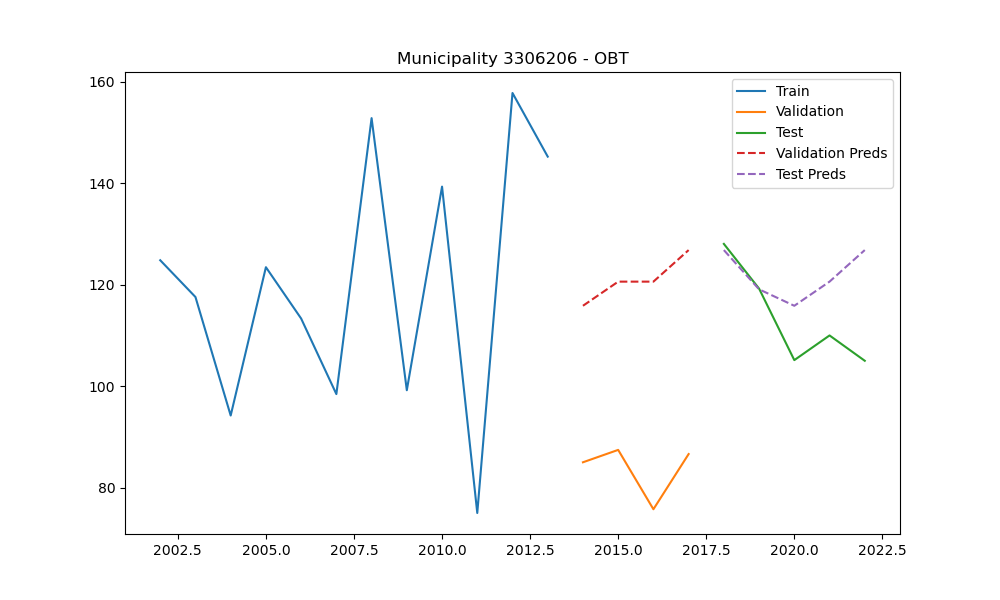 Municipality 3306206 - OBT
160
140
120
100
80
2002.5 2005.0 2007.5 2010.0 2012.5 2015.0 2017.5 2020.0 2022.5
Train
Validation
Test
Validation Preds
Test Preds